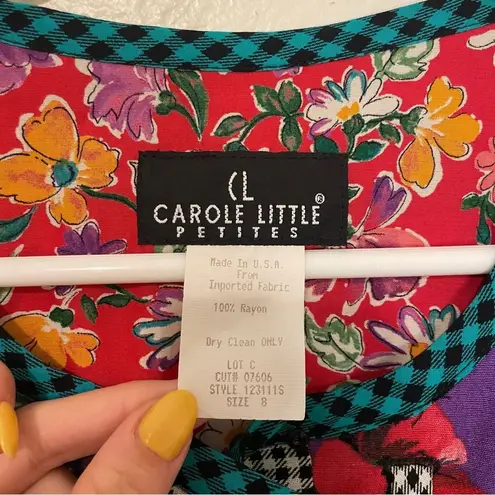 CL
CAROLE LITTLE®
PETITES
Made In U.S.A.
From
Imported Fabric
100% Rayon
Dry Clean ONLY
LOT C
CUT# 07606
STYLE 123111S
SIZE 8